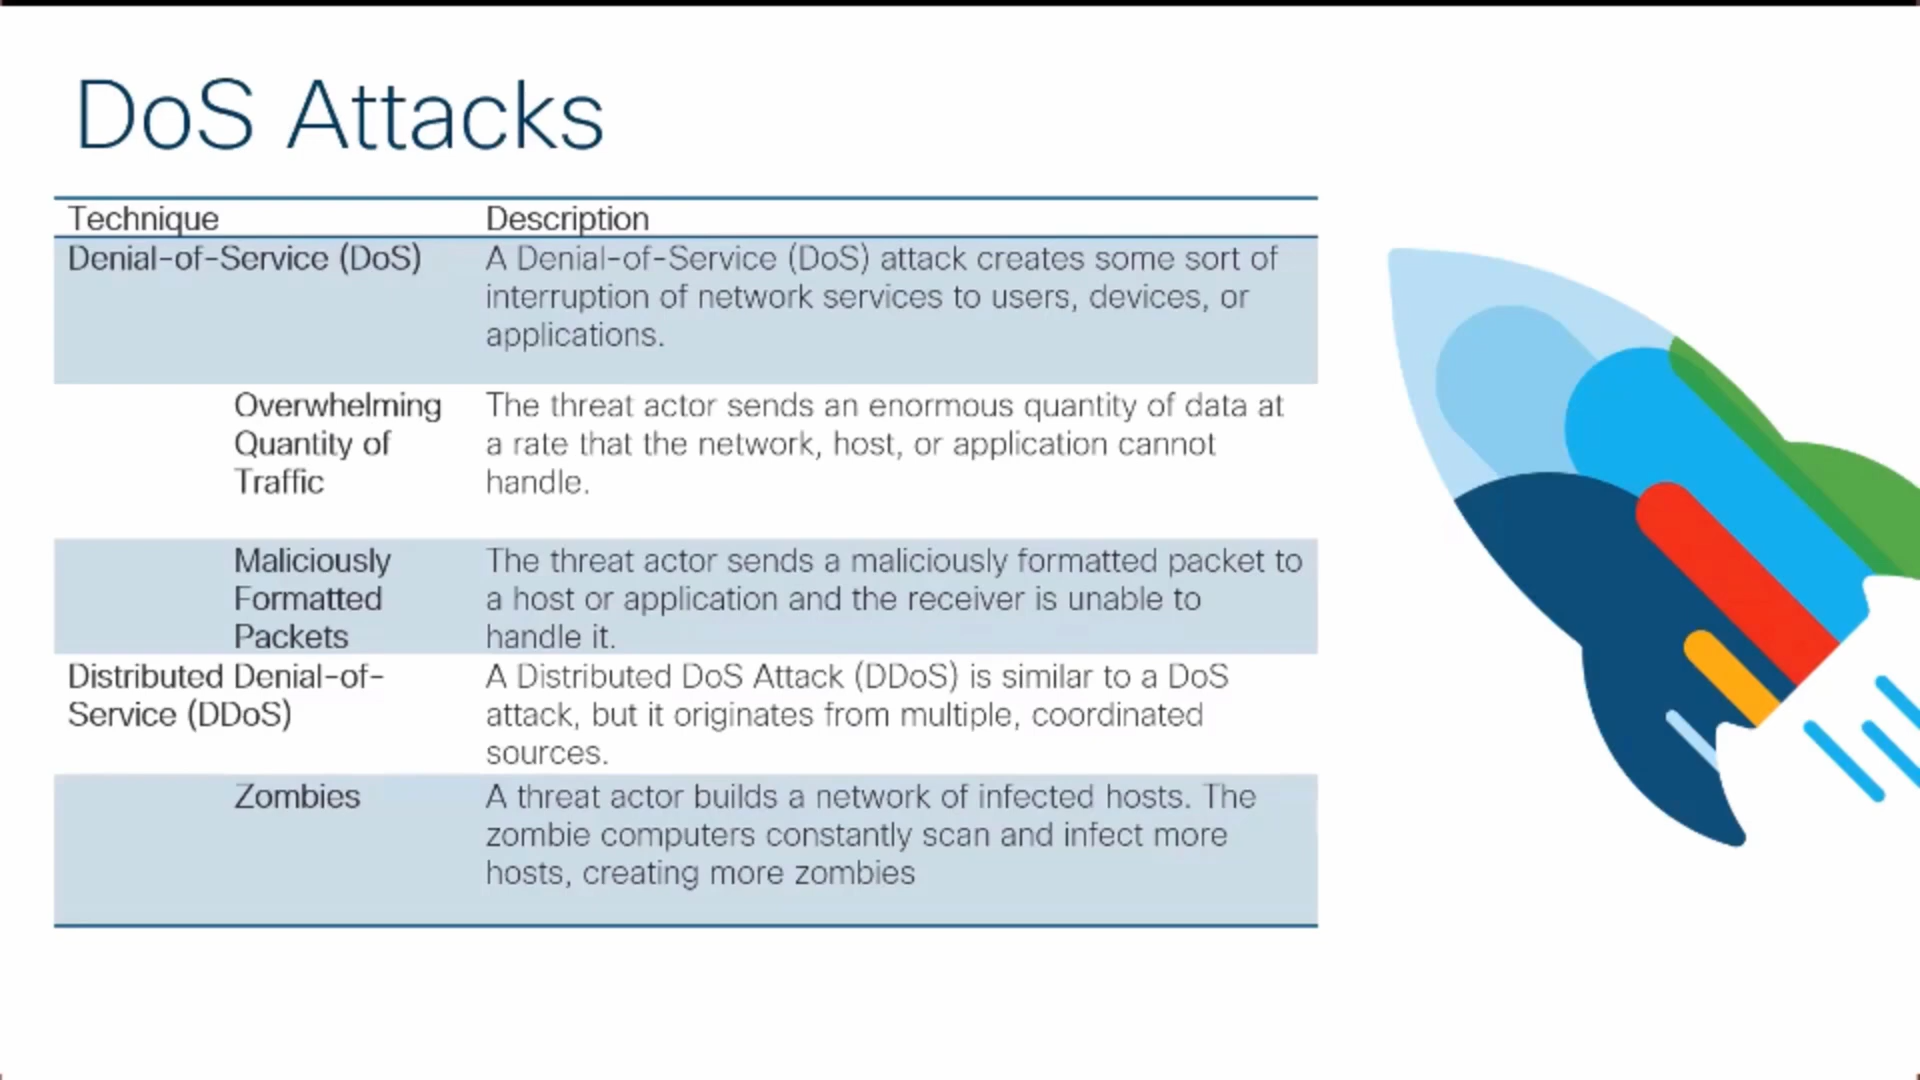 DoS Attacks
Technique Description
Denial-of-Service (DoS) A Denial-of-Service (DoS) attack creates some sort of
interruption of network services to users, devices, or
applications.
Overwhelming The threat actor sends an enormous quantity of data at
Quantity of a rate that the network, host, or application cannot
Traffic handle.
Maliciously The threat actor sends a maliciously formatted packet to
Formatted a host or application and the receiver is unable to
Packets handle it.
Distributed Denial-of- A Distributed DoS Attack (DDoS) is similar to a DoS
Service (DDoS) attack, but it originates from multiple, coordinated
sources.
Zombies A threat actor builds a network of infected hosts. The
zombie computers constantly scan and infect more
hosts, creating more zombies